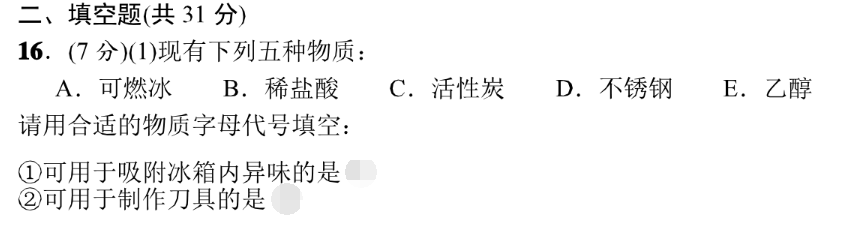 二、填空题(共 31 分)
16．(7 分)(1)现有下列五种物质：
A．可燃冰 B．稀盐酸 C．活性炭 D．不锈钢 E．乙醇
请用合适的物质字母代号填空：
①可用于吸附冰箱内异味的是
②可用于制作刀具的是